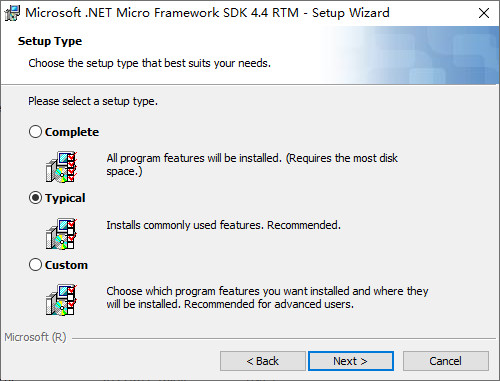 Microsoft .NET Micro Framework SDK 4.4 RTM - Setup Wizard
Setup Type
Choose the setup type that best suits your needs.
Please select a setup type.
Complete
All program features will be installed. (Requires the most disk
space.)
Typical
Installs commonly used features. Recommended.
Custom
Choose which program features you want installed and where they
will be installed. Recommended for advanced users.
Microsoft (R)
< Back
Next >
Cancel